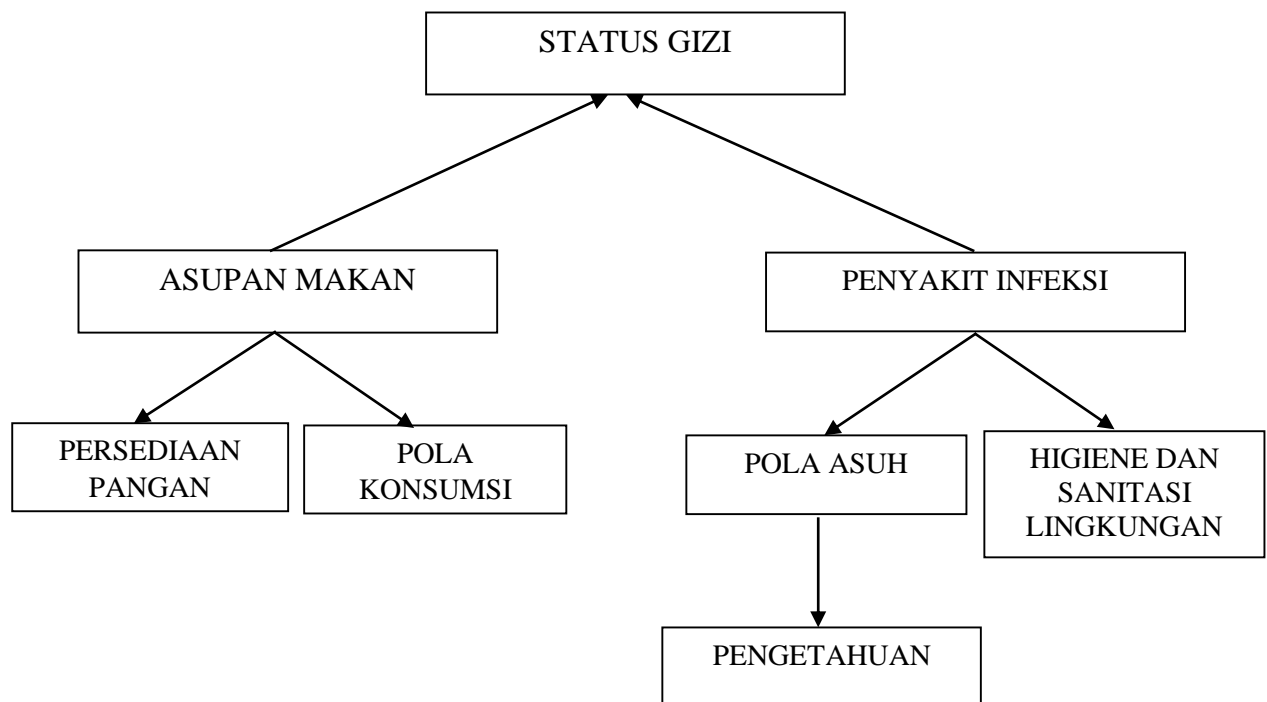 STATUS GIZI
ASUPAN MAKAN
PENYAKIT INFEKSI
PERSEDIAAN
PANGAN
POLA
KONSUMSI
POLA ASUH
HIGIENE DAN
SANITASI
LINGKUNGAN
PENGETAHUAN